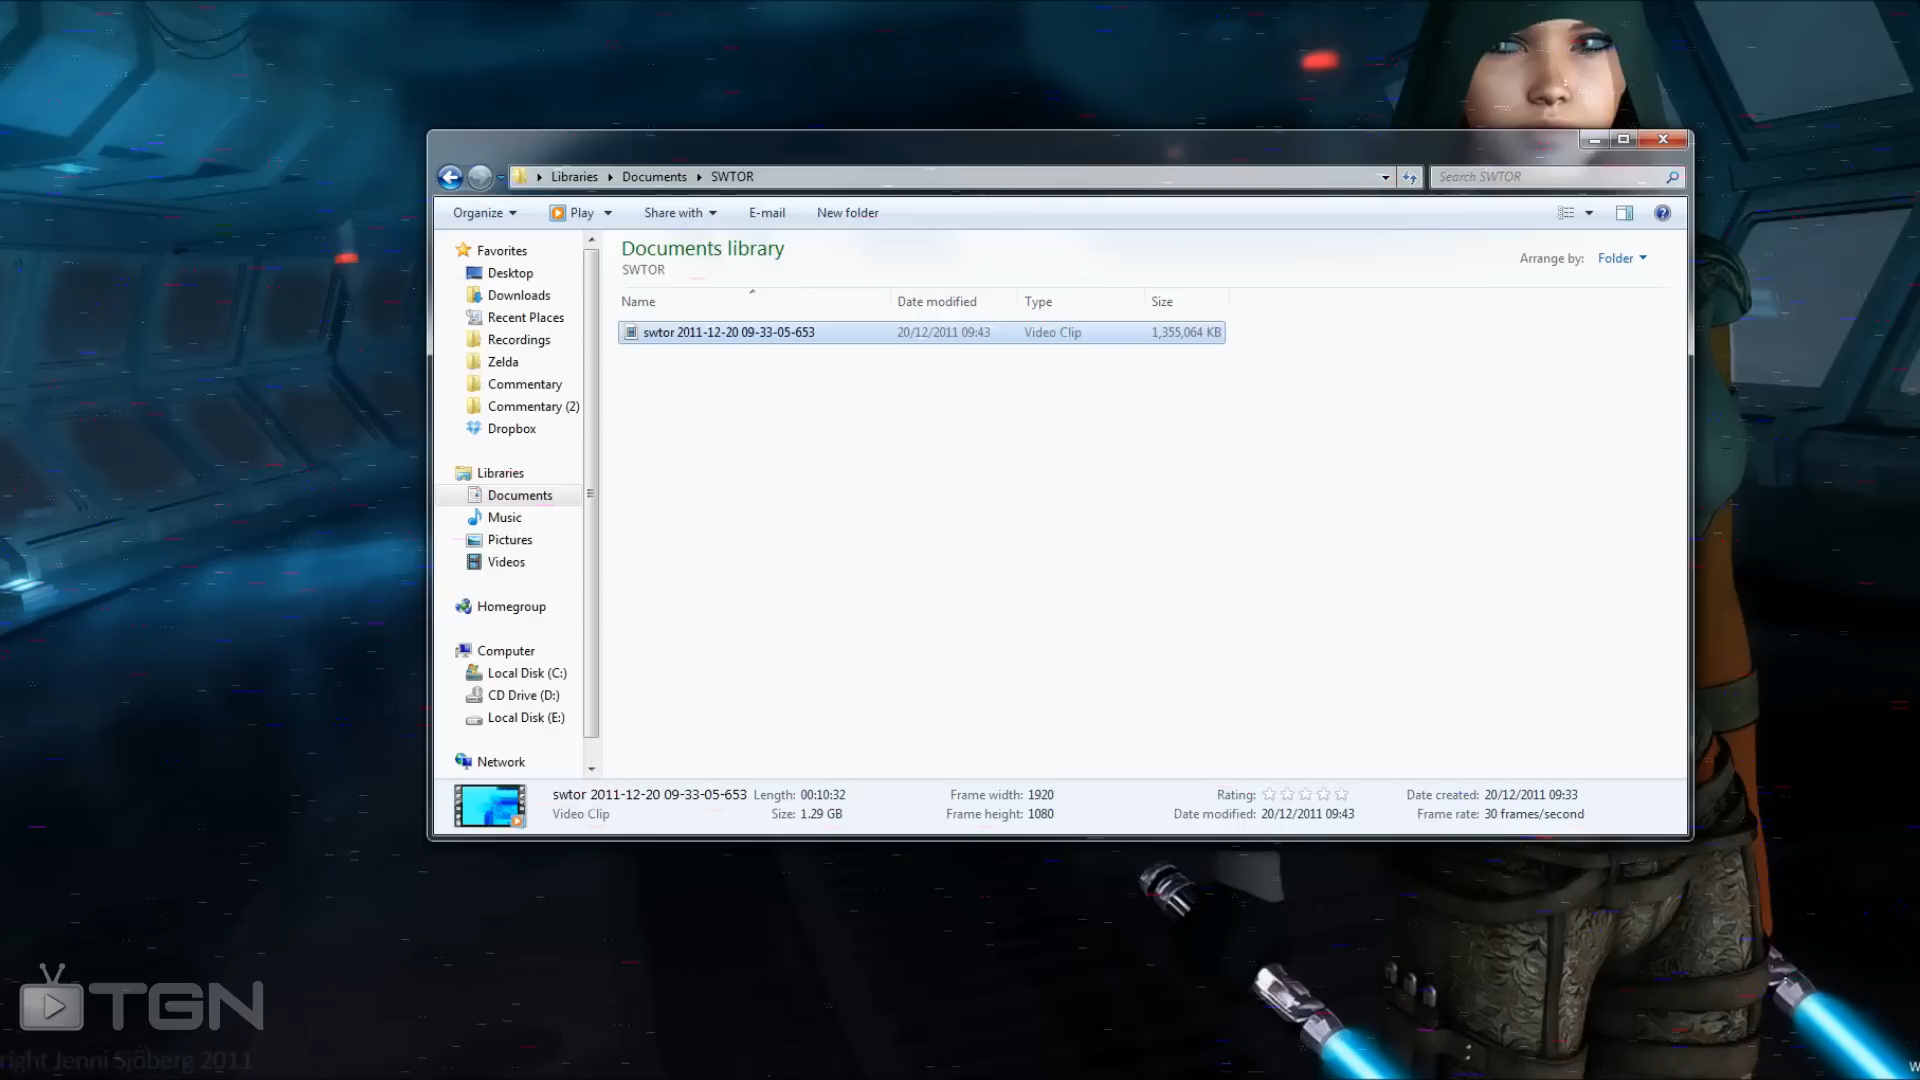 Libraries Documents SWTOR
Search SWTOR
Organize Play Share with E-mail New folder
Favorites
Desktop
Downloads
Recent Places
Recordings
Zelda
Commentary
Commentary (2)
Dropbox
Libraries
Documents
Music
Pictures
Videos
Homegroup
Computer
Local Disk (C:)
CD Drive (D:)
Local Disk (E:)
Network
Documents library
SWTOR
Arrange by: Folder
Name Date modified Type Size
swtor 2011-12-20 09-33-05-653 20/12/2011 09:43 Video Clip 1,355,064 KB
swtor 2011-12-20 09-33-05-653 Length: 00:10:32 Frame width: 1920 Rating: Date created: 20/12/2011 09:33
Video Clip Size: 1.29 GB Frame height: 1080 Date modified: 20/12/2011 09:43 Frame rate: 30 frames/second
TGN
right Jenni Sjöberg 2011